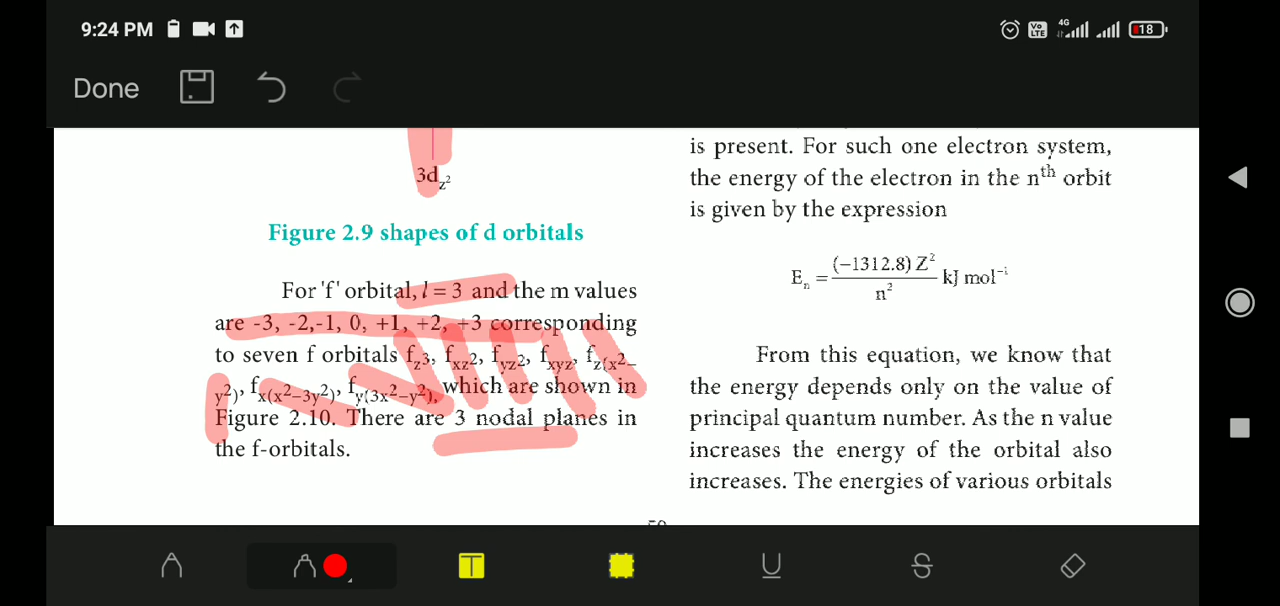 9:24 PM
Vo LTE 4G 18
Done
3dz²
Figure 2.9 shapes of d orbitals
For 'f' orbital, l = 3 and the m values
are -3, -2,-1, 0, +1, +2, +3 corresponding
to seven f orbitals fz3, fxz², fyz², fxyz, fz(x²–
y²), fx(x²–3y²), fy(3x²–y²), which are shown in
Figure 2.10. There are 3 nodal planes in
the f-orbitals.
is present. For such one electron system,
the energy of the electron in the nth orbit
is given by the expression
En = (–1312.8) Z² / n² kJ mol⁻¹
From this equation, we know that
the energy depends only on the value of
principal quantum number. As the n value
increases the energy of the orbital also
increases. The energies of various orbitals
T
U
S